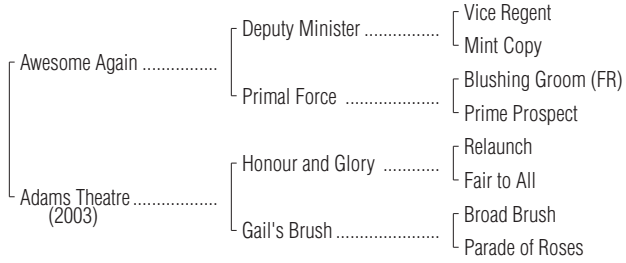 Vice Regent
Deputy Minister ................
Mint Copy
Awesome Again ................
Blushing Groom (FR)
Primal Force ....................
Prime Prospect
Relaunch
Honour and Glory ............
Fair to All
Adams Theatre ..................
(2003)
Broad Brush
Gail's Brush ......................
Parade of Roses